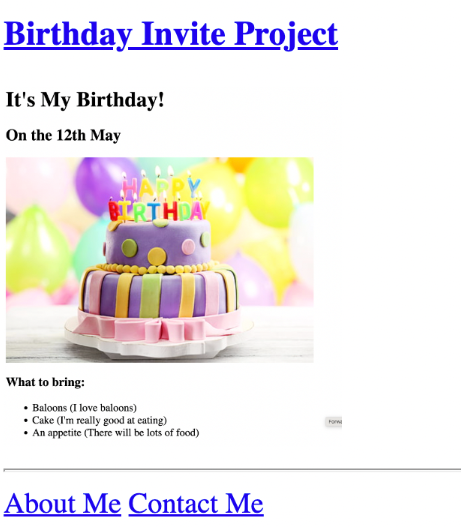 Birthday Invite Project
It's My Birthday!
On the 12th May
HAPPY
BIRTHDAY
What to bring:
Baloons (I love baloons)
Cake (I'm really good at eating)
An appetite (There will be lots of food)
About Me Contact Me